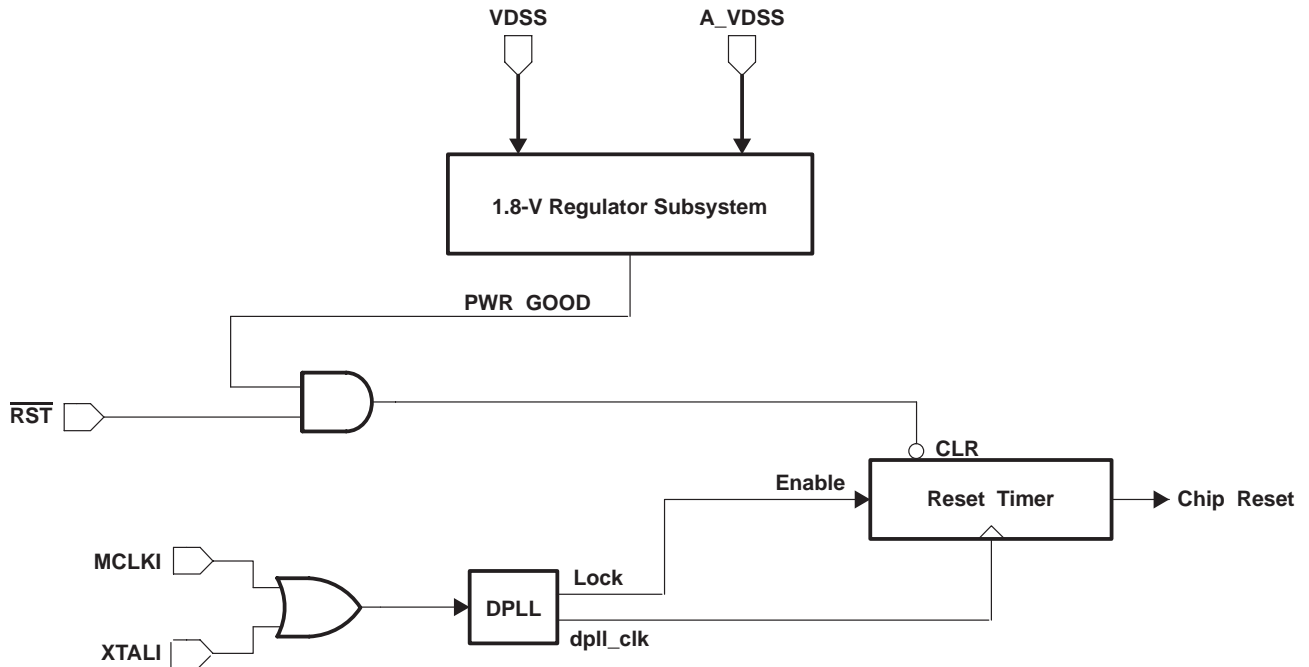 VDSS
A_VDSS
1.8-V Regulator Subsystem
PWR GOOD
RST
CLR
Enable
Reset Timer
Chip Reset
MCLKI
Lock
DPLL
dpll_clk
XTALI